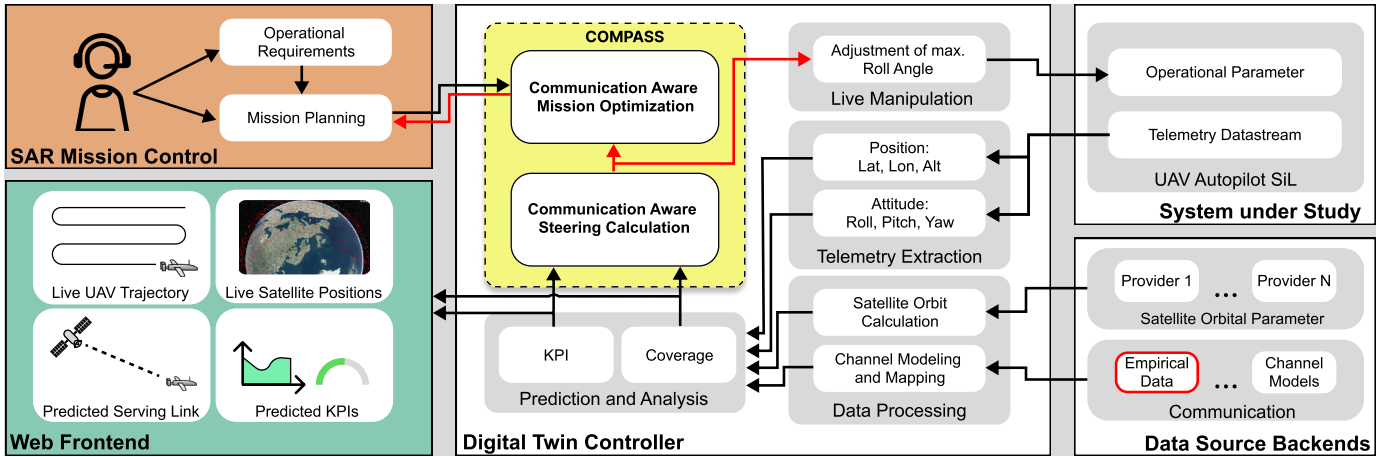 Operational
Requirements
Mission Planning
SAR Mission Control
Live UAV Trajectory
Live Satellite Positions
Predicted Serving Link
Predicted KPIs
Web Frontend
COMPASS
Communication Aware
Mission Optimization
Communication Aware
Steering Calculation
KPI
Coverage
Prediction and Analysis
Adjustment of max.
Roll Angle
Live Manipulation
Position:
Lat, Lon, Alt
Attitude:
Roll, Pitch, Yaw
Telemetry Extraction
Satellite Orbit
Calculation
Channel Modeling
and Mapping
Data Processing
Digital Twin Controller
Operational Parameter
Telemetry Datastream
UAV Autopilot SiL
System under Study
Provider 1
...
Provider N
Satellite Orbital Parameter
Empirical
Data
...
Channel
Models
Communication
Data Source Backends